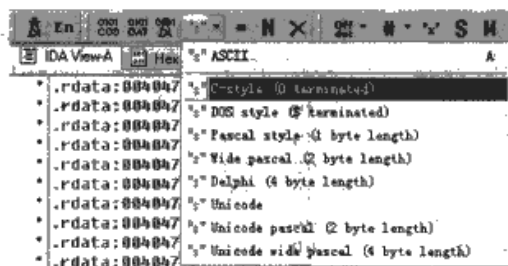 En "s" = N × Off # 'x' S M
IDA View-A Hex "s" ASCII A
* .rdata:004047 "s" C-style (0 terminated)
* .rdata:004047 "s" DOS style ($ terminated)
* .rdata:004047 "s" Pascal style (1 byte length)
* .rdata:004047 "s" Wide pascal (2 byte length)
* .rdata:004047 "s" Delphi (4 byte length)
* .rdata:004047 "s" Unicode
* .rdata:004047 "s" Unicode pascal (2 byte length)
* .rdata:004047 "s" Unicode wide pascal (4 byte length)
* .rdata:004047